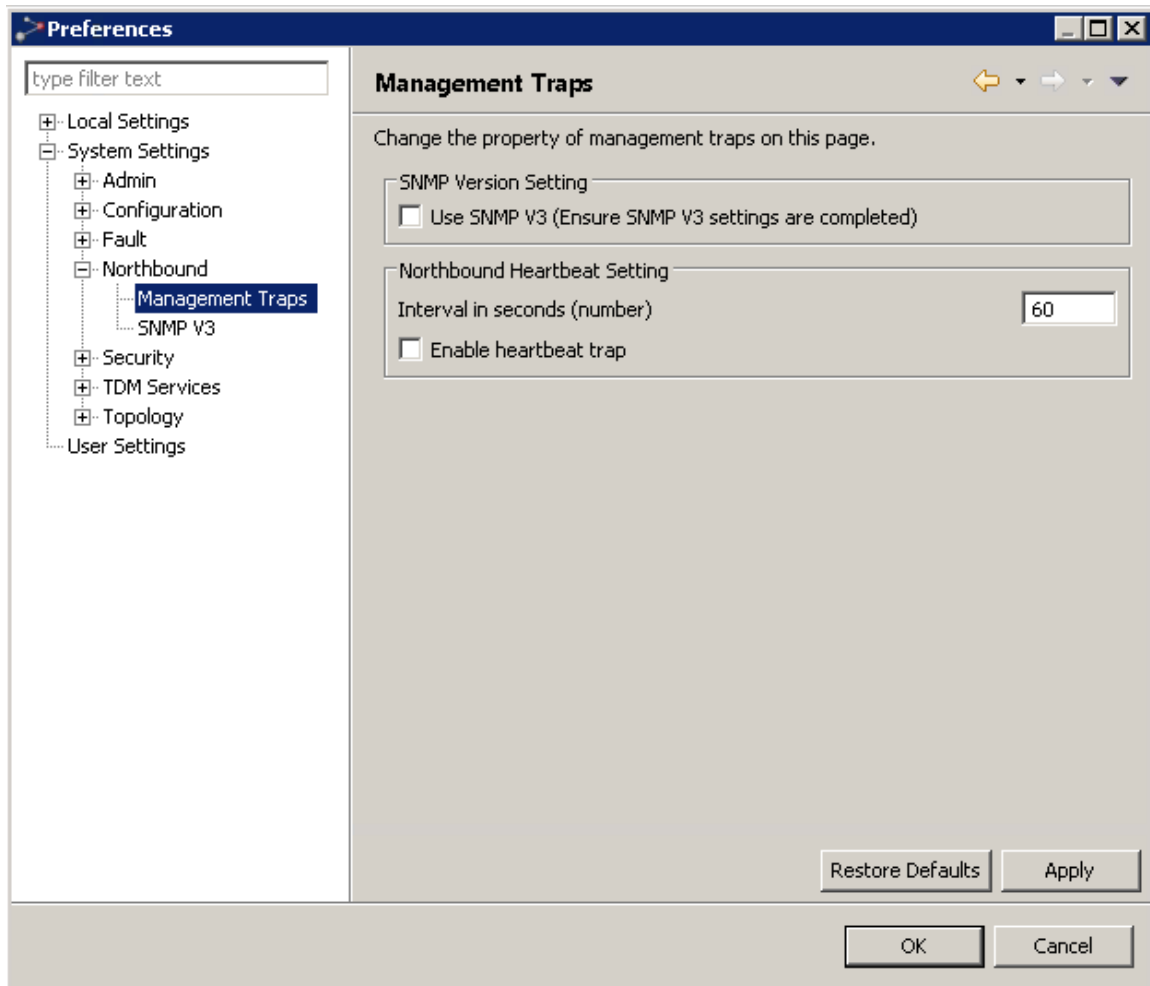 Preferences
type filter text
Local Settings
System Settings
Admin
Configuration
Fault
Northbound
Management Traps
SNMP V3
Security
TDM Services
Topology
User Settings
Management Traps
Change the property of management traps on this page.
SNMP Version Setting
Use SNMP V3 (Ensure SNMP V3 settings are completed)
Northbound Heartbeat Setting
Interval in seconds (number) 60
Enable heartbeat trap
Restore Defaults Apply
OK Cancel